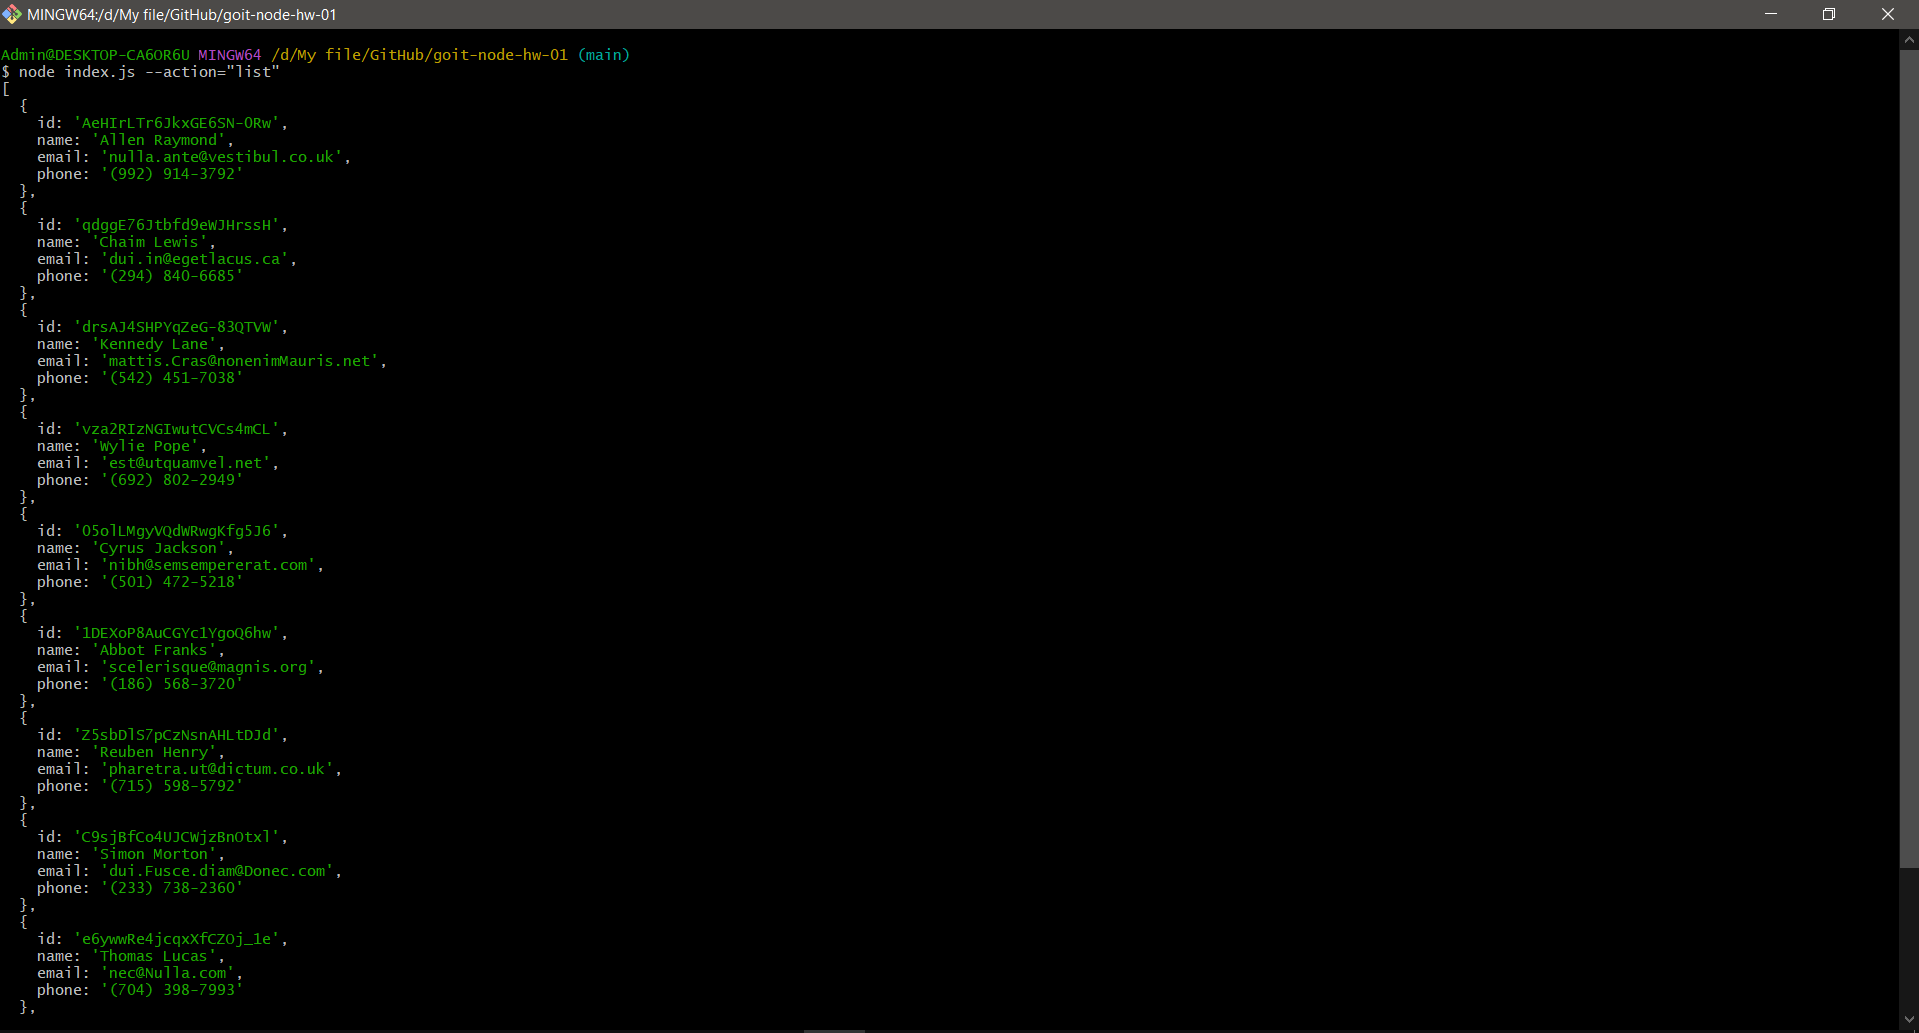 MINGW64:/d/My file/GitHub/goit-node-hw-01
Admin@DESKTOP-CA6OR6U MINGW64 /d/My file/GitHub/goit-node-hw-01 (main)
$ node index.js --action="list"
[
  {
    id: 'AeHIrLTr6JkxGE6SN-0Rw',
    name: 'Allen Raymond',
    email: 'nulla.ante@vestibul.co.uk',
    phone: '(992) 914-3792'
  },
  {
    id: 'qdggE76Jtbfd9eWJHrssH',
    name: 'Chaim Lewis',
    email: 'dui.in@egetlacus.ca',
    phone: '(294) 840-6685'
  },
  {
    id: 'drsAJ4SHPYqZeG-83QTVW',
    name: 'Kennedy Lane',
    email: 'mattis.Cras@nonenimMauris.net',
    phone: '(542) 451-7038'
  },
  {
    id: 'vza2RIzNGIwutCVCs4mCL',
    name: 'Wylie Pope',
    email: 'est@utquamvel.net',
    phone: '(692) 802-2949'
  },
  {
    id: '05olLMgyVQdWRwgKfg5J6',
    name: 'Cyrus Jackson',
    email: 'nibh@semsempererat.com',
    phone: '(501) 472-5218'
  },
  {
    id: '1DEXoP8AuCGYc1YgoQ6hw',
    name: 'Abbot Franks',
    email: 'scelerisque@magnis.org',
    phone: '(186) 568-3720'
  },
  {
    id: 'Z5sbDlS7pCzNsnAHLtDJd',
    name: 'Reuben Henry',
    email: 'pharetra.ut@dictum.co.uk',
    phone: '(715) 598-5792'
  },
  {
    id: 'C9sjBfCo4UJCWjzBnOtxl',
    name: 'Simon Morton',
    email: 'dui.Fusce.diam@Donec.com',
    phone: '(233) 738-2360'
  },
  {
    id: 'e6ywwRe4jcqxXfCZOj_1e',
    name: 'Thomas Lucas',
    email: 'nec@Nulla.com',
    phone: '(704) 398-7993'
  },